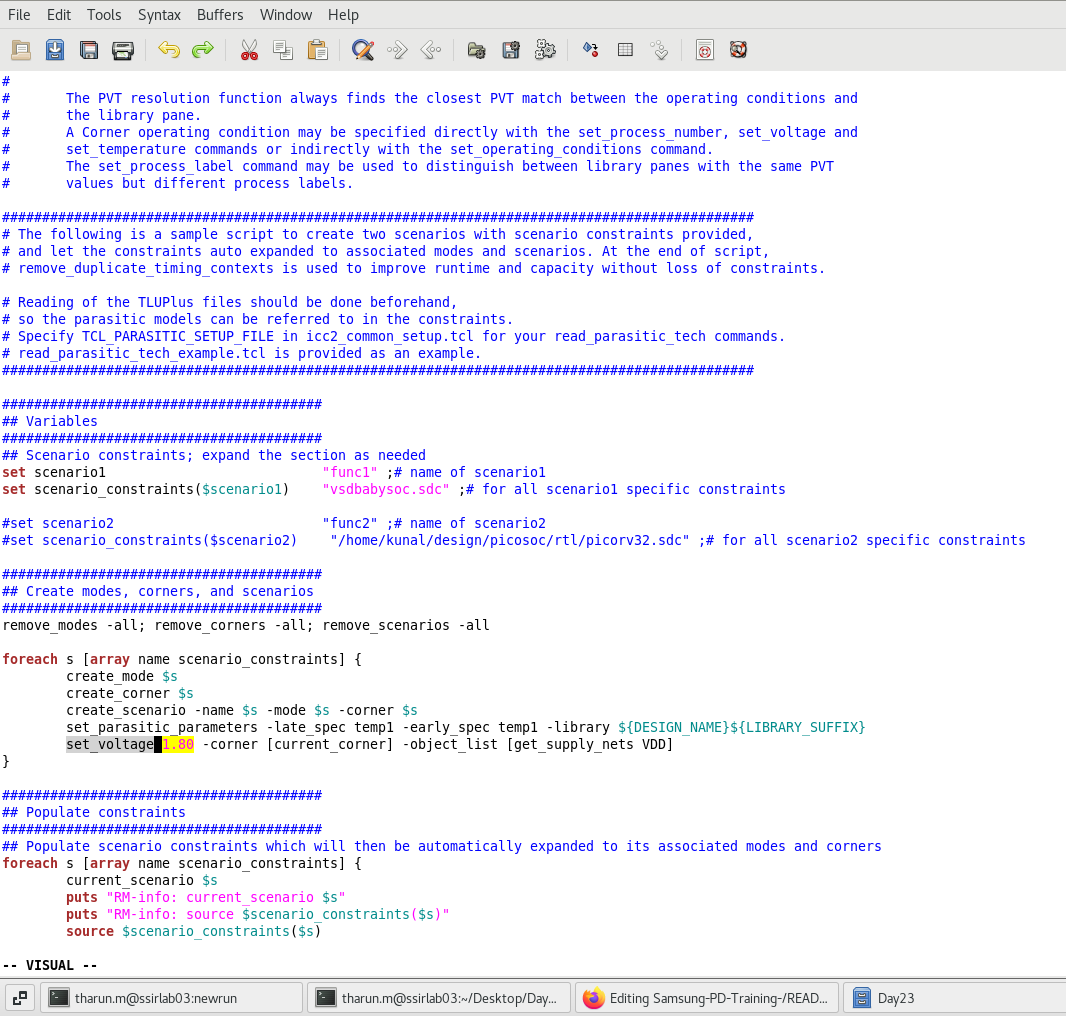 File Edit Tools Syntax Buffers Window Help
#
#       The PVT resolution function always finds the closest PVT match between the operating conditions and
#       the library pane.
#       A Corner operating condition may be specified directly with the set_process_number, set_voltage and
#       set_temperature commands or indirectly with the set_operating_conditions command.
#       The set_process_label command may be used to distinguish between library panes with the same PVT
#       values but different process labels.
##############################################################################################
# The following is a sample script to create two scenarios with scenario constraints provided,
# and let the constraints auto expanded to associated modes and scenarios. At the end of script,
# remove_duplicate_timing_contexts is used to improve runtime and capacity without loss of constraints.
# Reading of the TLUPlus files should be done beforehand,
# so the parasitic models can be referred to in the constraints.
# Specify TCL_PARASITIC_SETUP_FILE in icc2_common_setup.tcl for your read_parasitic_tech commands.
# read_parasitic_tech_example.tcl is provided as an example.
##############################################################################################
########################################
## Variables
########################################
## Scenario constraints; expand the section as needed
set scenario1                           "func1" ;# name of scenario1
set scenario_constraints($scenario1)    "vsdbabysoc.sdc" ;# for all scenario1 specific constraints
#set scenario2                          "func2" ;# name of scenario2
#set scenario_constraints($scenario2)    "/home/kunal/design/picosoc/rtl/picorv32.sdc" ;# for all scenario2 specific constraints
########################################
## Create modes, corners, and scenarios
########################################
remove_modes -all; remove_corners -all; remove_scenarios -all
foreach s [array name scenario_constraints] {
        create_mode $s
        create_corner $s
        create_scenario -name $s -mode $s -corner $s
        set_parasitic_parameters -late_spec temp1 -early_spec temp1 -library ${DESIGN_NAME}${LIBRARY_SUFFIX}
        set_voltage 1.80 -corner [current_corner] -object_list [get_supply_nets VDD]
}
########################################
## Populate constraints
########################################
## Populate scenario constraints which will then be automatically expanded to its associated modes and corners
foreach s [array name scenario_constraints] {
        current_scenario $s
        puts "RM-info: current_scenario $s"
        puts "RM-info: source $scenario_constraints($s)"
        source $scenario_constraints($s)
-- VISUAL --
tharun.m@ssirlab03:newrun
tharun.m@ssirlab03:~/Desktop/Day...
Editing Samsung-PD-Training-/READ...
Day23